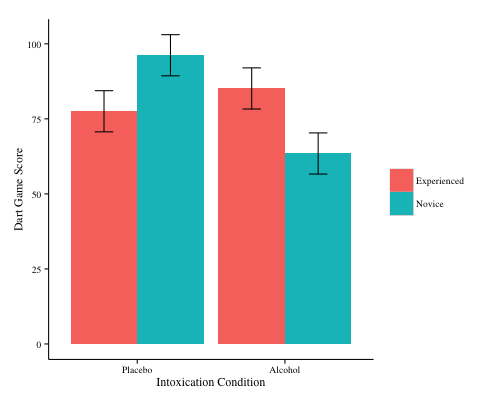 100
75
50
25
0
Dart Game Score
Placebo
Alcohol
Intoxication Condition
Experienced
Novice